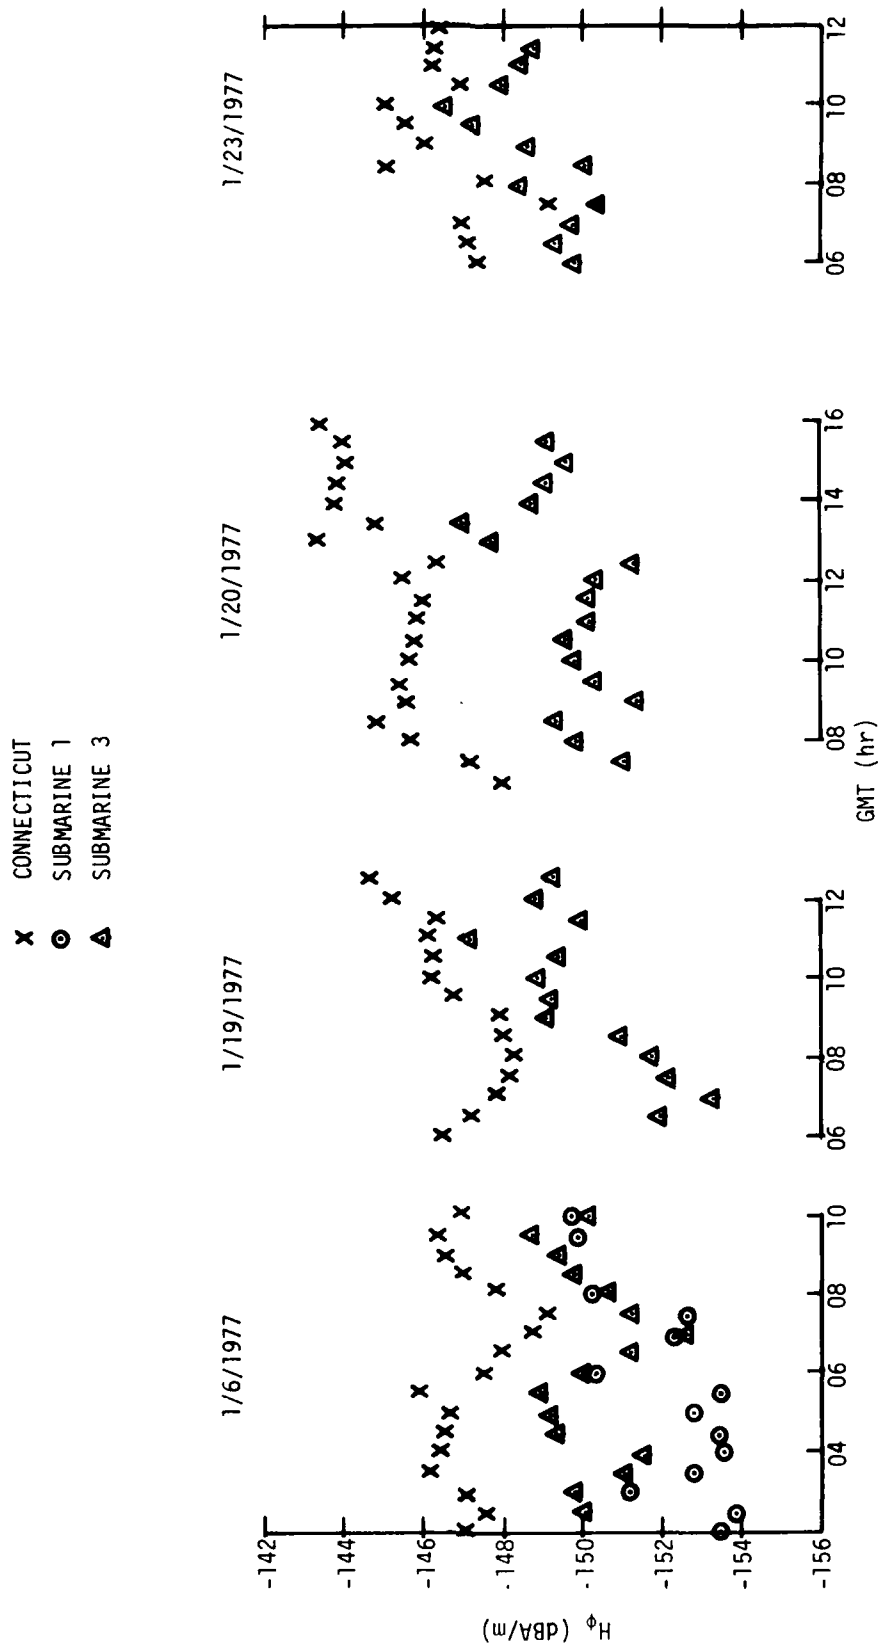 CONNECTICUT
SUBMARINE 1
SUBMARINE 3
1/6/1977
1/19/1977
1/20/1977
1/23/1977
-142
-144
-146
-148
-150
-152
-154
-156
Hφ (dBA/m)
04 06 08 10
06 08 10 12
08 10 12 14 16
06 08 10 12
GMT (hr)